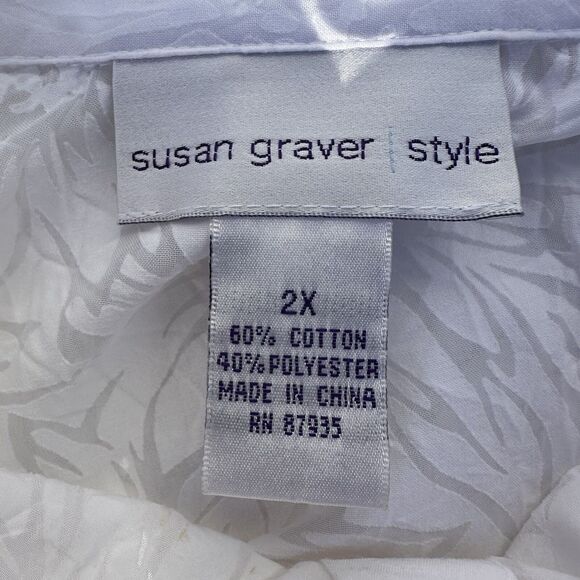 susan graver | style
2X
60% COTTON
40% POLYESTER
MADE IN CHINA
RN 87935